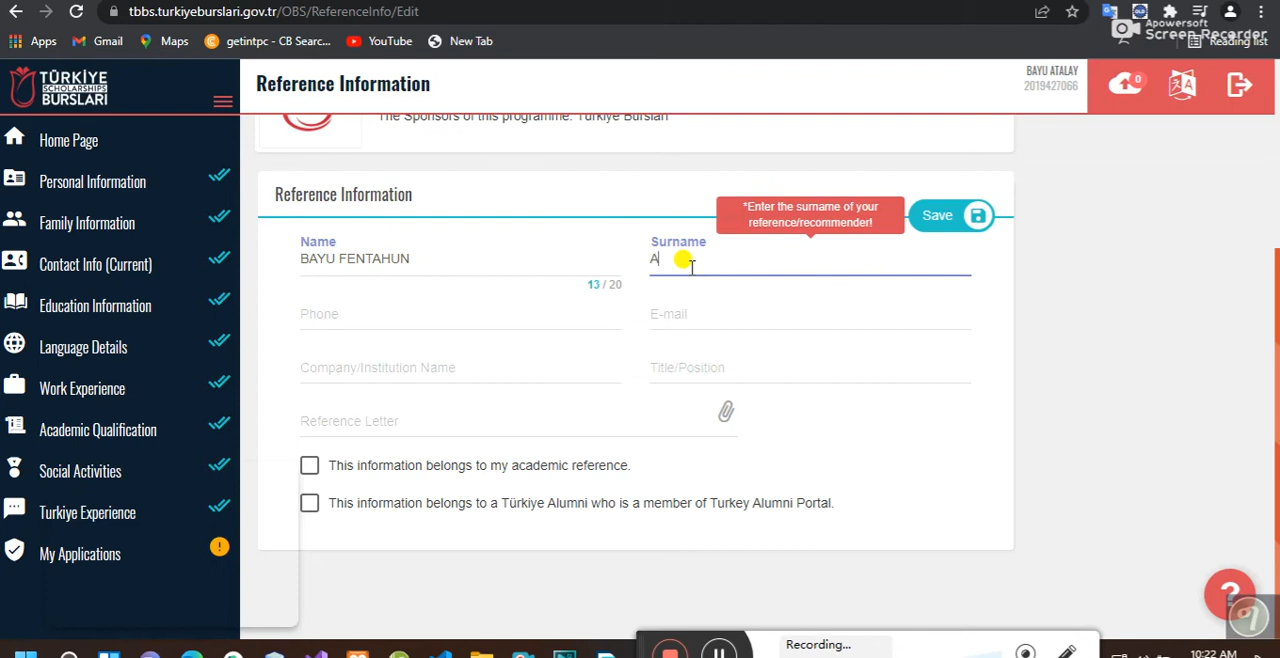 tbbs.turkiyeburslari.gov.tr/OBS/ReferenceInfo/Edit
Apowersoft
Screen Recorder
Apps
Gmail
Maps
getintpc - CB Searc...
YouTube
New Tab
Reading list
TÜRKİYE
SCHOLARSHIPS
BURSLARI
Reference Information
BAYU ATALAY
2019427066
0
The Sponsors of this programme: Türkiye Bursları
Home Page
Personal Information
Family Information
Contact Info (Current)
Education Information
Language Details
Work Experience
Academic Qualification
Social Activities
Turkiye Experience
My Applications
Reference Information
*Enter the surname of your
reference/recommender!
Save
Name
BAYU FENTAHUN
13 / 20
Surname
A
Phone
E-mail
Company/Institution Name
Title/Position
Reference Letter
This information belongs to my academic reference.
This information belongs to a Türkiye Alumni who is a member of Turkey Alumni Portal.
?
Recording...
10:22 AM